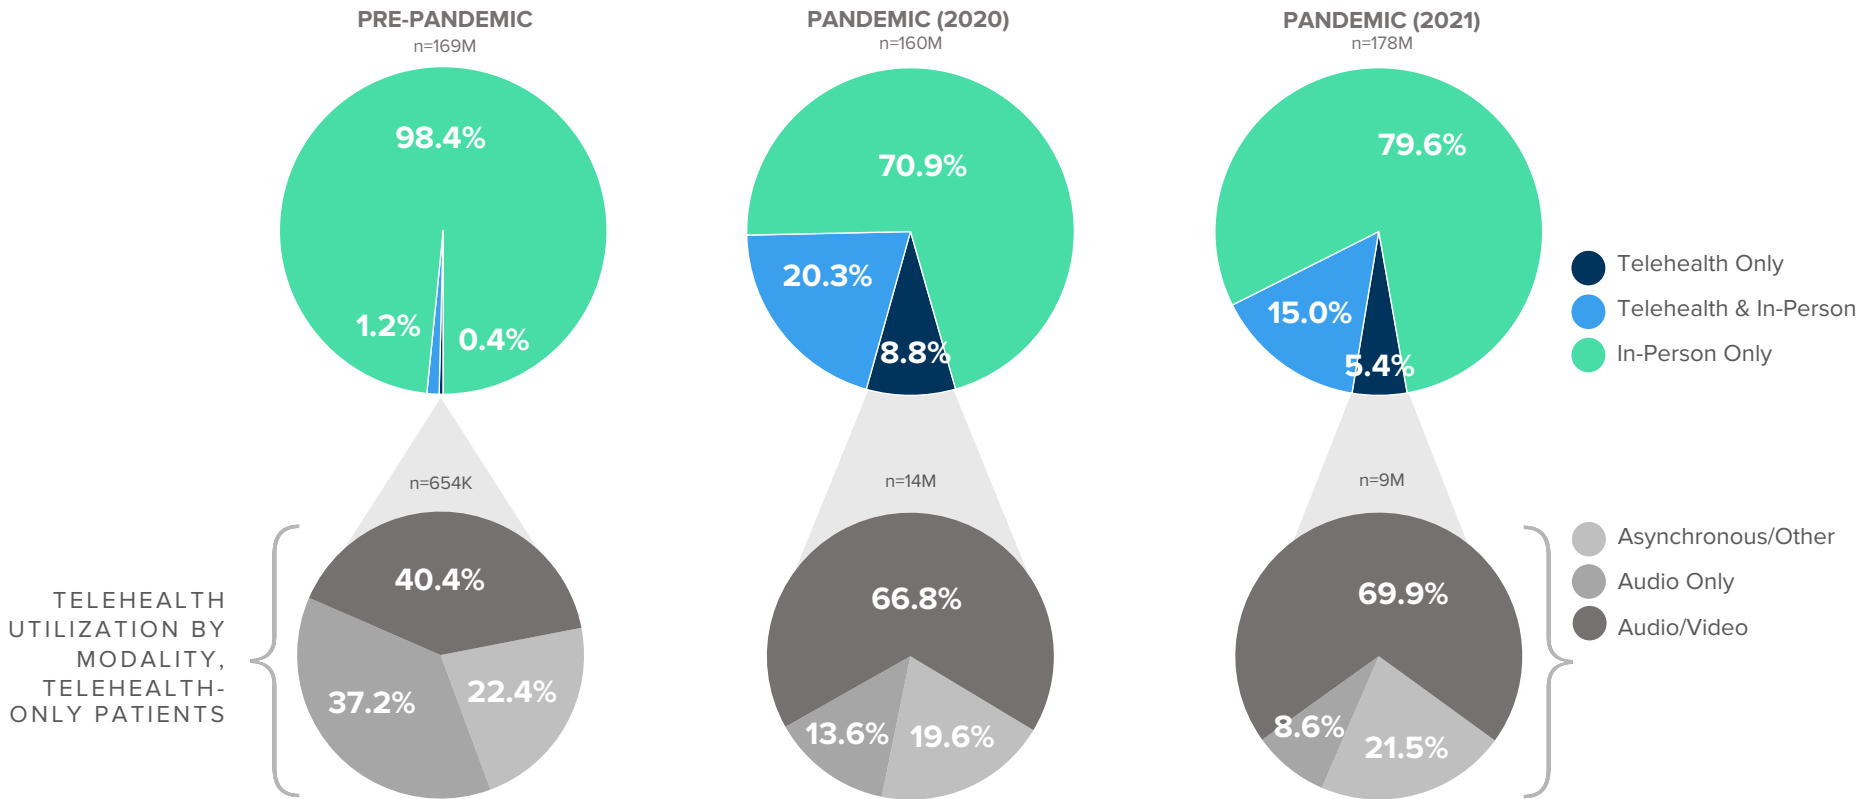 PRE-PANDEMIC
n=169M
98.4%
1.2%
0.4%
PANDEMIC (2020)
n=160M
70.9%
20.3%
8.8%
PANDEMIC (2021)
n=178M
79.6%
15.0%
5.4%
Telehealth Only
Telehealth & In-Person
In-Person Only
TELEHEALTH
UTILIZATION BY
MODALITY,
TELEHEALTH-
ONLY PATIENTS
n=654K
40.4%
37.2%
22.4%
n=14M
66.8%
13.6%
19.6%
n=9M
69.9%
8.6%
21.5%
Asynchronous/Other
Audio Only
Audio/Video